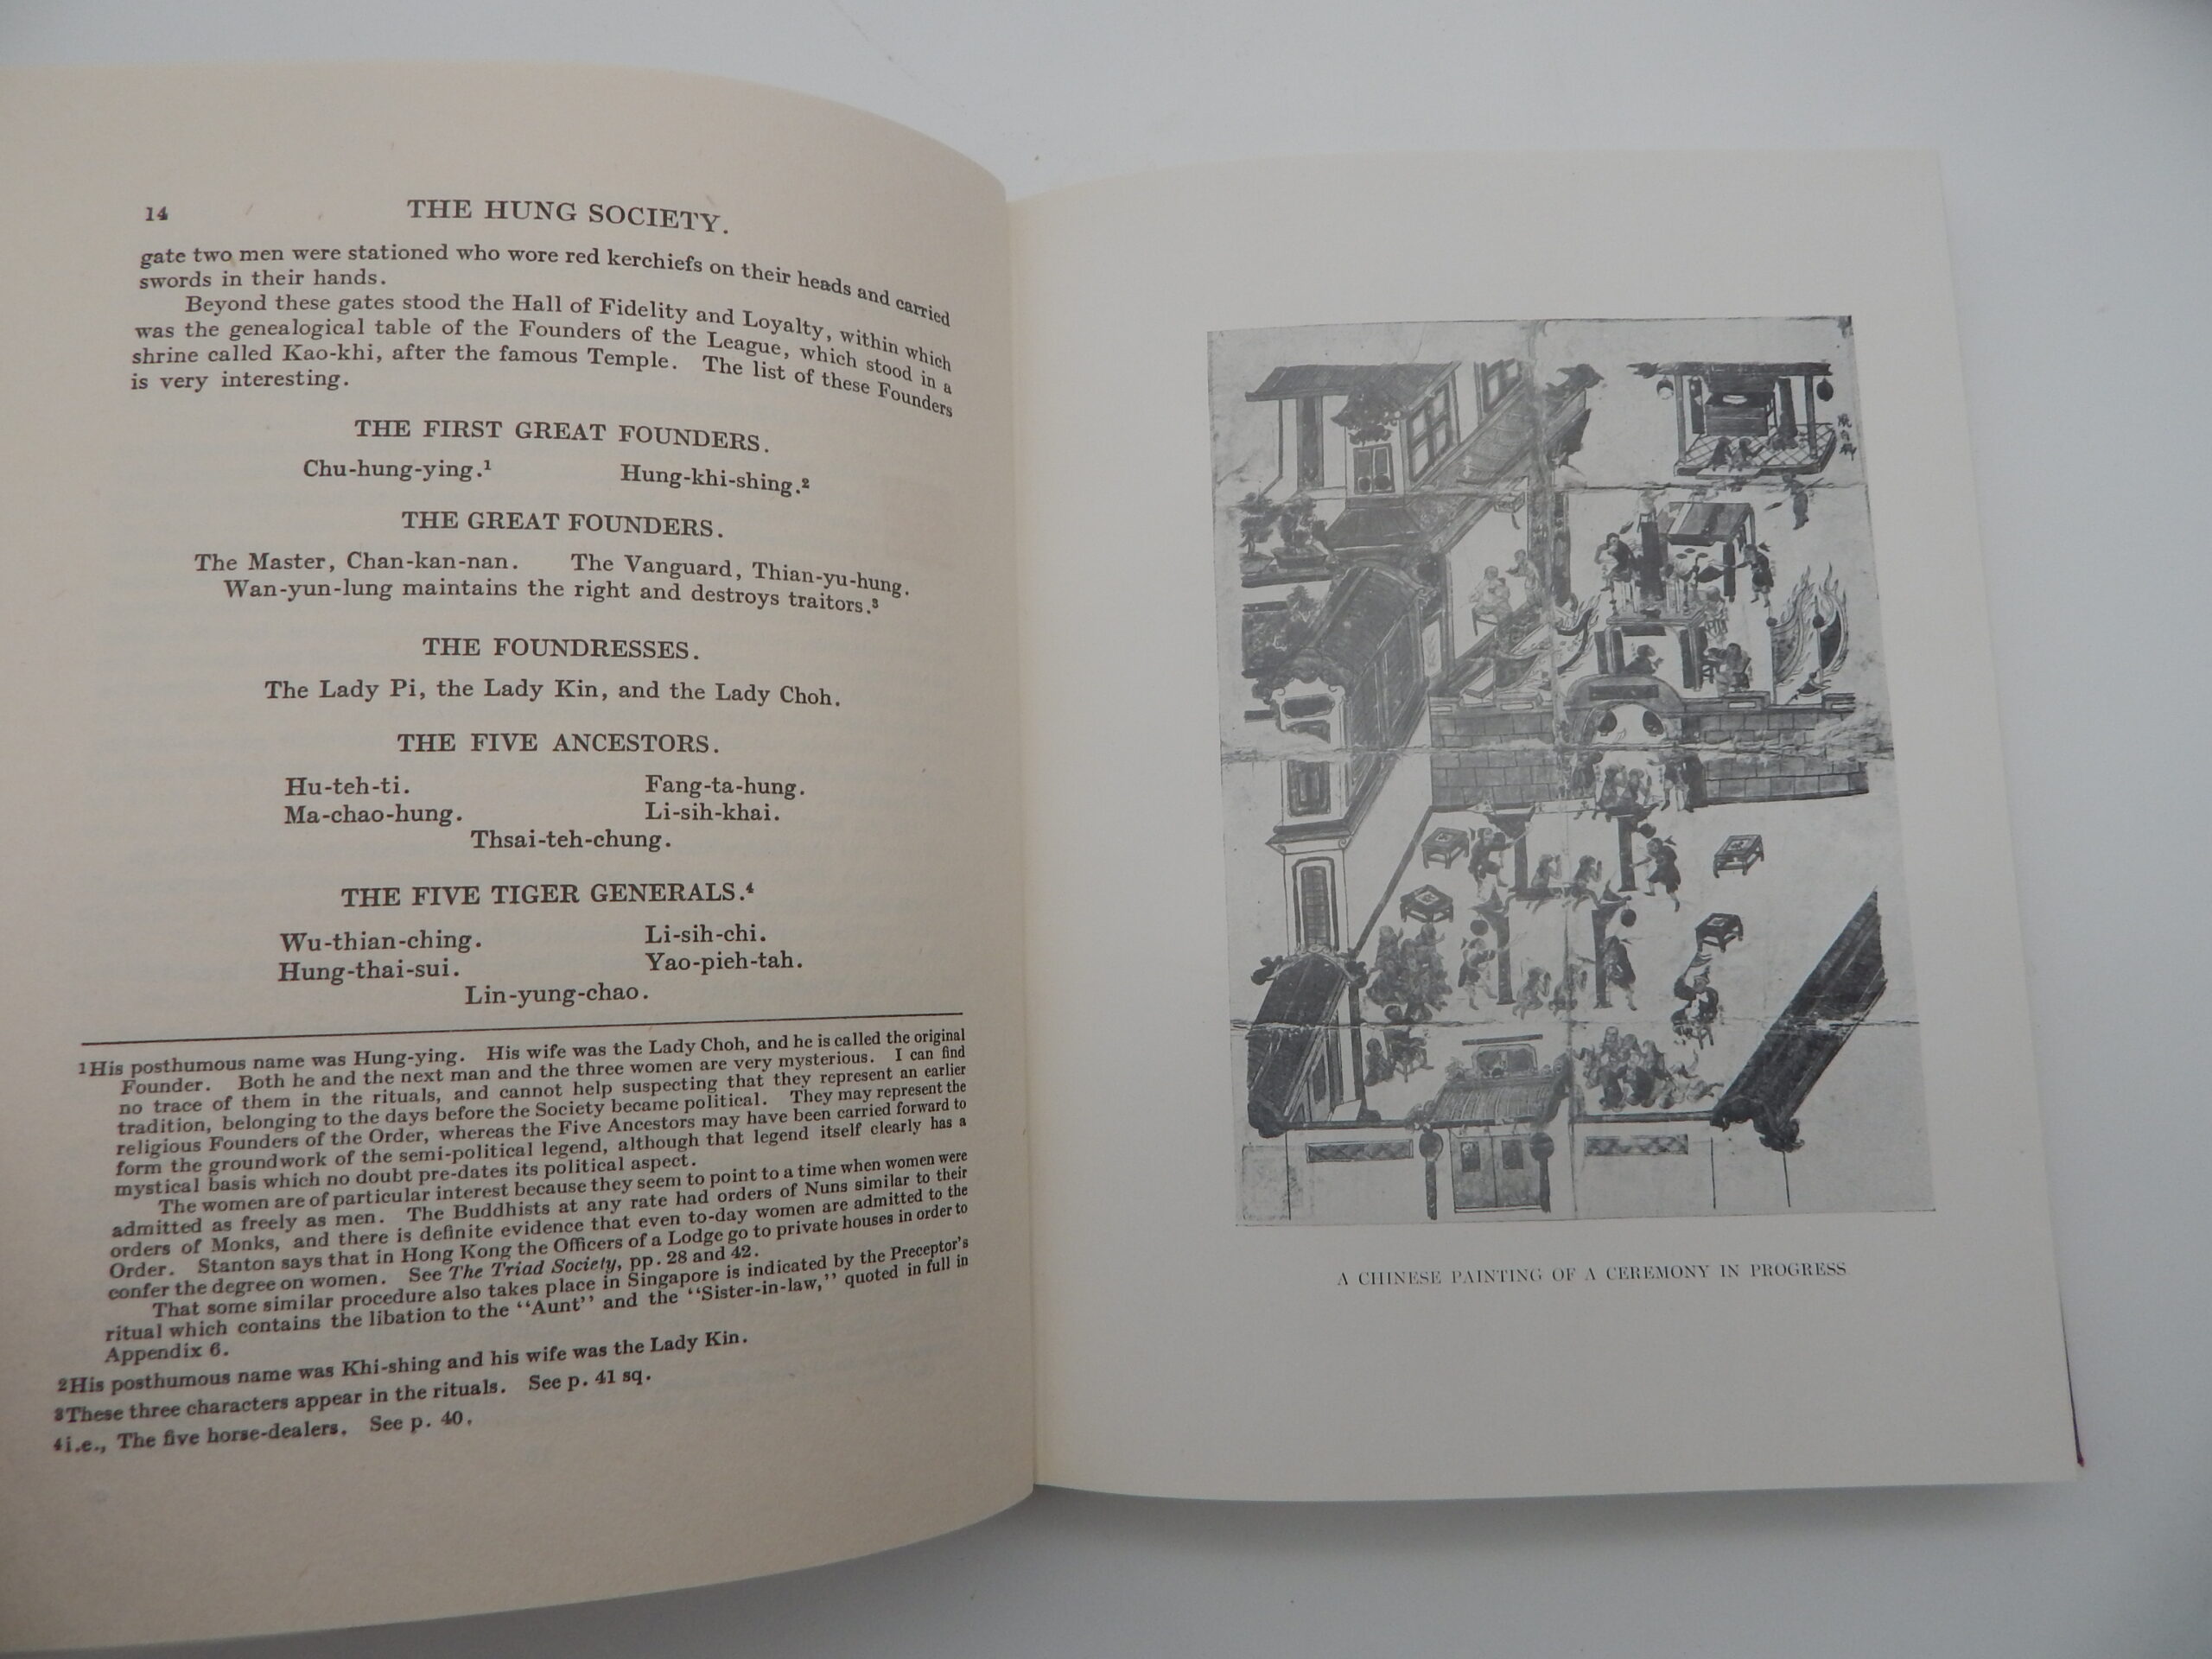 14 THE HUNG SOCIETY.
gate two men were stationed who wore red kerchiefs on their heads and carried
swords in their hands.
Beyond these gates stood the Hall of Fidelity and Loyalty, within which
was the genealogical table of the Founders of the League, which stood in a
shrine called Kao-khi, after the famous Temple. The list of these Founders
is very interesting.
THE FIRST GREAT FOUNDERS.
Chu-hung-ying.¹ Hung-khi-shing.²
THE GREAT FOUNDERS.
The Master, Chan-kan-nan. The Vanguard, Thian-yu-hung.
Wan-yun-lung maintains the right and destroys traitors.³
THE FOUNDRESSES.
The Lady Pi, the Lady Kin, and the Lady Choh.
THE FIVE ANCESTORS.
Hu-teh-ti. Fang-ta-hung.
Ma-chao-hung. Li-sih-khai.
Thsai-teh-chung.
THE FIVE TIGER GENERALS.⁴
Wu-thian-ching. Li-sih-chi.
Hung-thai-sui. Yao-pieh-tah.
Lin-yung-chao.
¹His posthumous name was Hung-ying. His wife was the Lady Choh, and he is called the original
Founder. Both he and the next man and the three women are very mysterious. I can find
no trace of them in the rituals, and cannot help suspecting that they represent an earlier
tradition, belonging to the days before the Society became political. They may represent the
religious Founders of the Order, whereas the Five Ancestors may have been carried forward to
form the groundwork of the semi-political legend, although that legend itself clearly has a
mystical basis which no doubt pre-dates its political aspect.
The women are of particular interest because they seem to point to a time when women were
admitted as freely as men. The Buddhists at any rate had orders of Nuns similar to their
orders of Monks, and there is definite evidence that even to-day women are admitted to the
Order. Stanton says that in Hong Kong the Officers of a Lodge go to private houses in order to
confer the degree on women. See The Triad Society, pp. 28 and 42.
That some similar procedure also takes place in Singapore is indicated by the Preceptor's
ritual which contains the libation to the "Aunt" and the "Sister-in-law," quoted in full in
Appendix 6.
²His posthumous name was Khi-shing and his wife was the Lady Kin.
³These three characters appear in the rituals. See p. 41 sq.
⁴i.e., The five horse-dealers. See p. 40.
A CHINESE PAINTING OF A CEREMONY IN PROGRESS